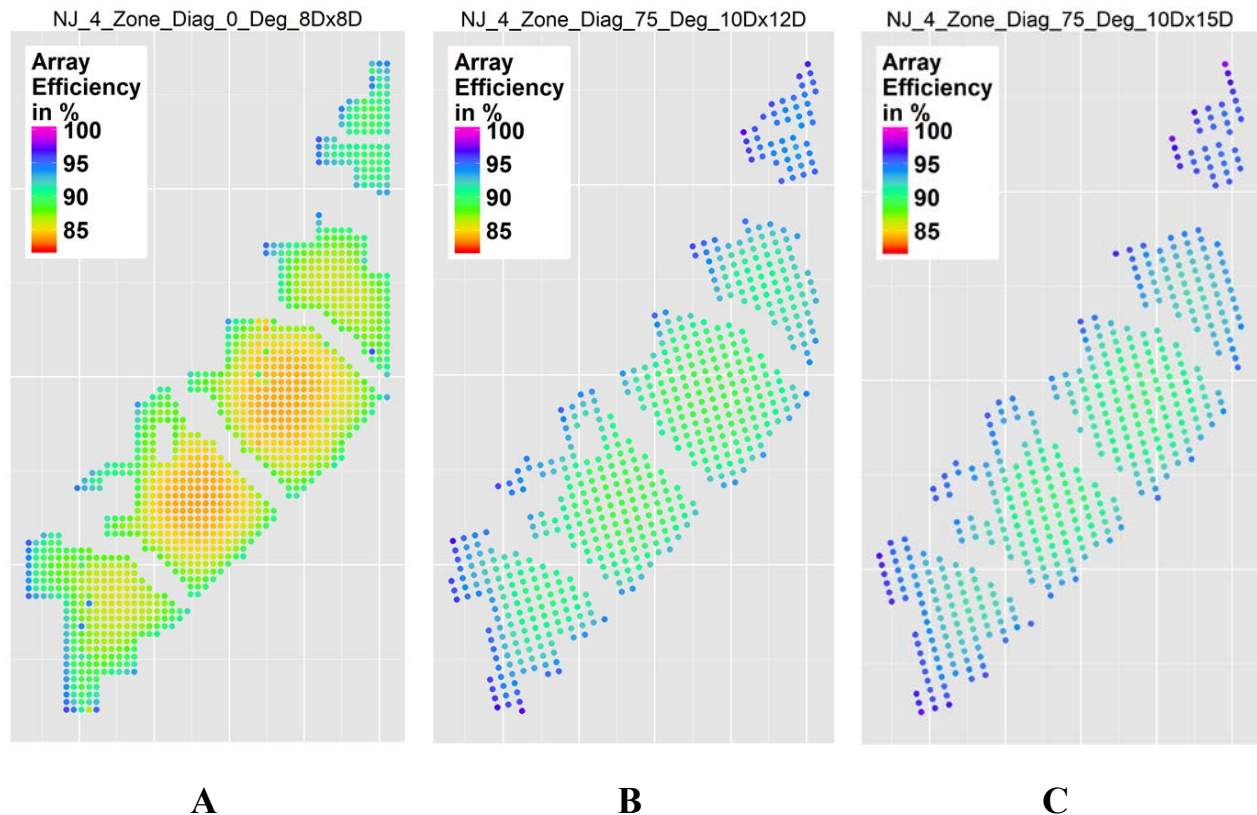 NJ_4_Zone_Diag_0_Deg_8Dx8D
Array
Efficiency
in %
100
95
90
85
A
NJ_4_Zone_Diag_75_Deg_10Dx12D
Array
Efficiency
in %
100
95
90
85
B
NJ_4_Zone_Diag_75_Deg_10Dx15D
Array
Efficiency
in %
100
95
90
85
C